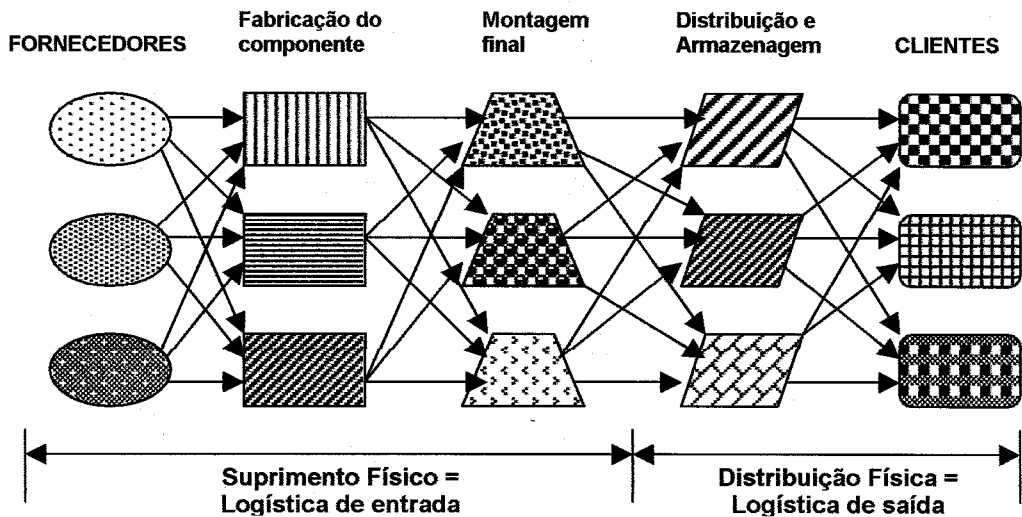 FORNECEDORES
Fabricação do
componente
Montagem
final
Distribuição e
Armazenagem
CLIENTES
Suprimento Físico =
Logística de entrada
Distribuição Física =
Logística de saída